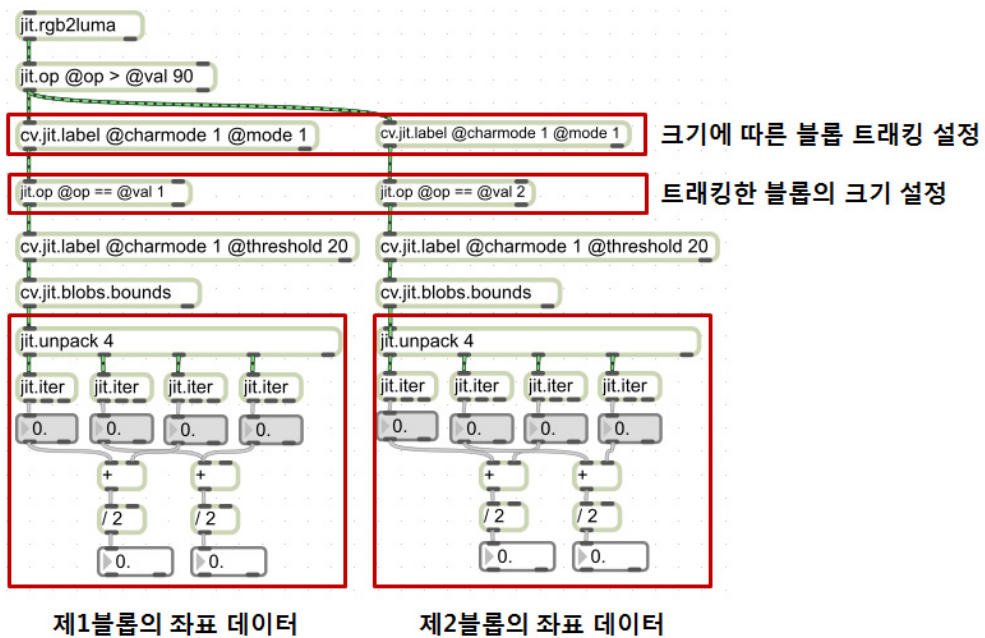 jit.rgb2luma
jit.op @op > @val 90
cv.jit.label @charmode 1 @mode 1
cv.jit.label @charmode 1 @mode 1
크기에 따른 블롭 트래킹 설정
jit.op @op == @val 1
jit.op @op == @val 2
트래킹한 블롭의 크기 설정
cv.jit.label @charmode 1 @threshold 20
cv.jit.label @charmode 1 @threshold 20
cv.jit.blobs.bounds
cv.jit.blobs.bounds
jit.unpack 4
jit.unpack 4
jit.iter
jit.iter
jit.iter
jit.iter
jit.iter
jit.iter
jit.iter
jit.iter
0.
0.
0.
0.
0.
0.
0.
0.
+
+
+
+
/ 2
/ 2
/ 2
/ 2
0.
0.
0.
0.
제1블롭의 좌표 데이터
제2블롭의 좌표 데이터